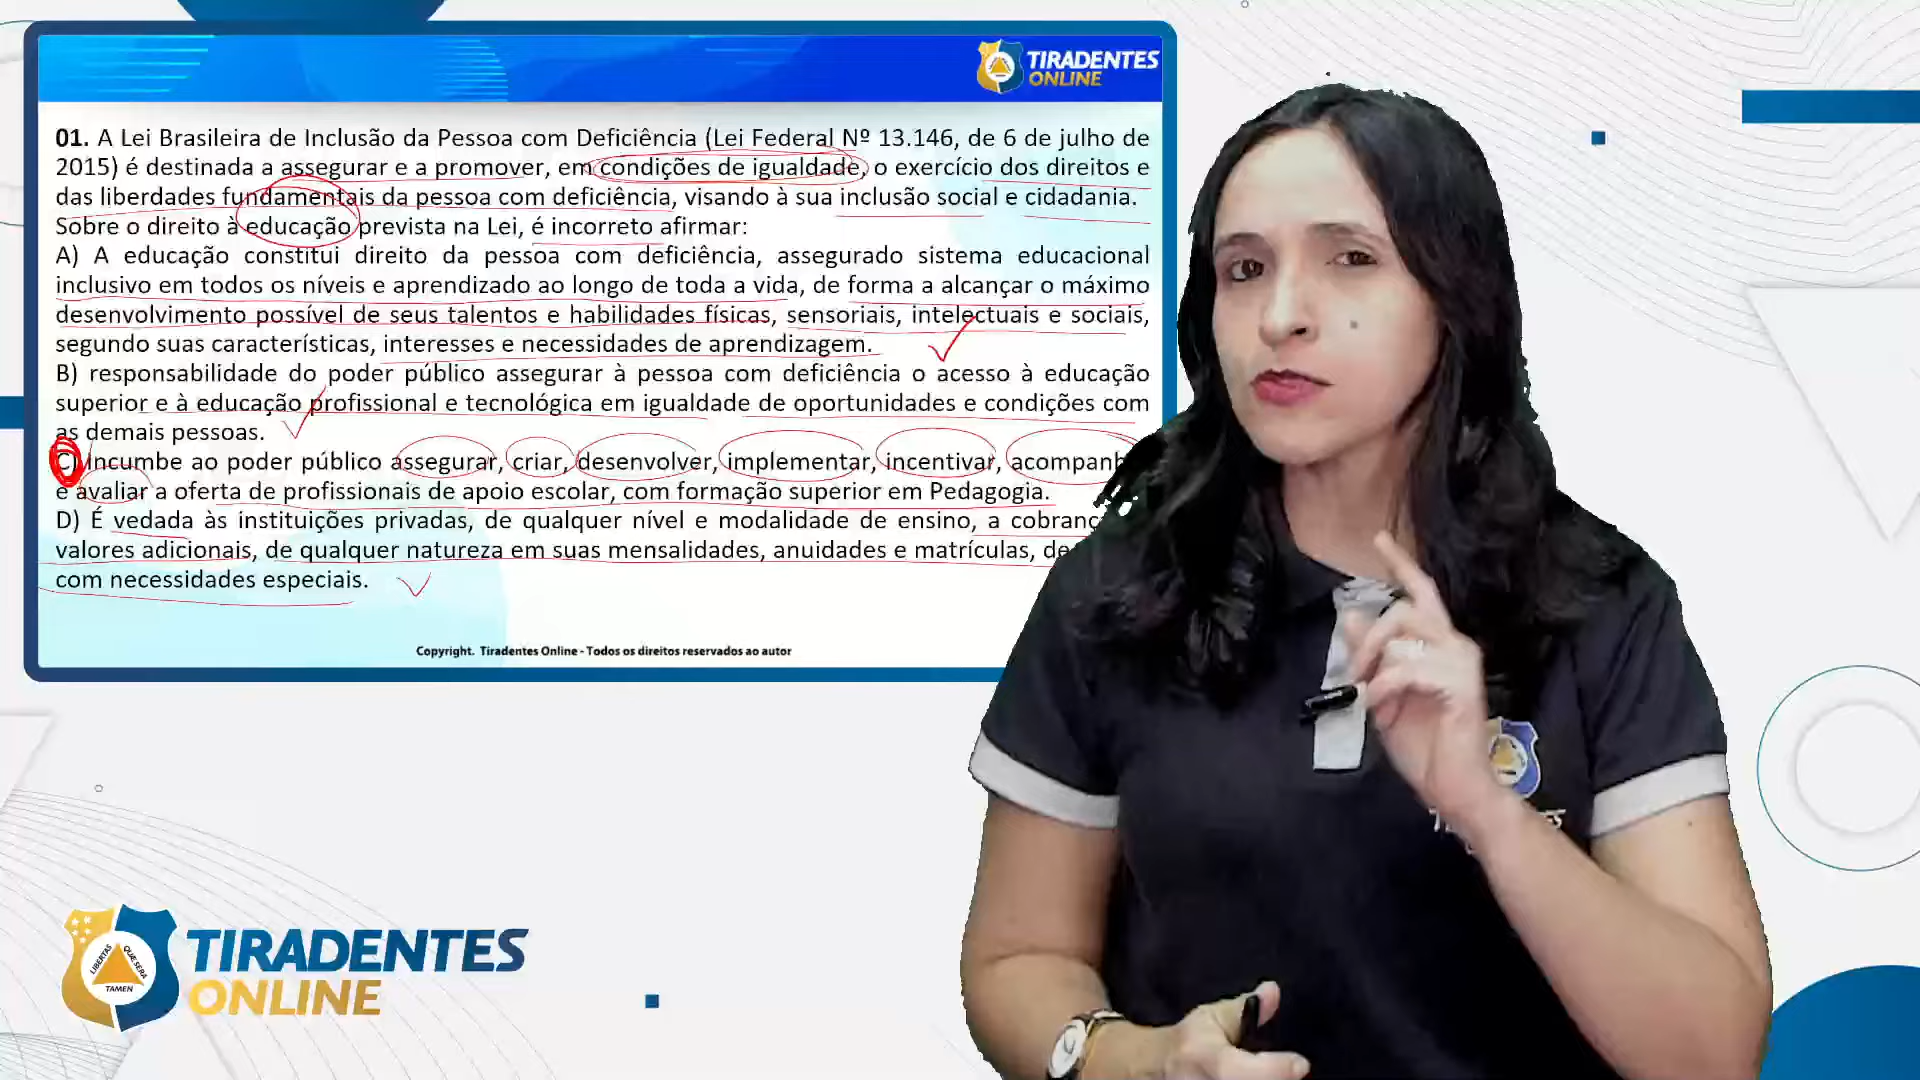 TIRADENTES
ONLINE
01. A Lei Brasileira de Inclusão da Pessoa com Deficiência (Lei Federal Nº 13.146, de 6 de julho de
2015) é destinada a assegurar e a promover, em condições de igualdade, o exercício dos direitos e
das liberdades fundamentais da pessoa com deficiência, visando à sua inclusão social e cidadania.
Sobre o direito à educação prevista na Lei, é incorreto afirmar:
A) A educação constitui direito da pessoa com deficiência, assegurado sistema educacional
inclusivo em todos os níveis e aprendizado ao longo de toda a vida, de forma a alcançar o máximo
desenvolvimento possível de seus talentos e habilidades físicas, sensoriais, intelectuais e sociais,
segundo suas características, interesses e necessidades de aprendizagem.
B) responsabilidade do poder público assegurar à pessoa com deficiência o acesso à educação
superior e à educação profissional e tecnológica em igualdade de oportunidades e condições com
as demais pessoas.
C) Incumbe ao poder público assegurar, criar, desenvolver, implementar, incentivar,
e avaliar a oferta de profissionais de apoio escolar, com formação superior em Pedagogia.
D) É vedada às instituições privadas, de qualquer nível e modalidade de ensino, a
valores adicionais, de qualquer natureza em suas mensalidades, anuidades e matrículas,
com necessidades especiais.
Copyright. Tiradentes Online - Todos os direitos reservados ao autor
LIBERTAS QUE SERA
TAMEN
TIRADENTES
ONLINE